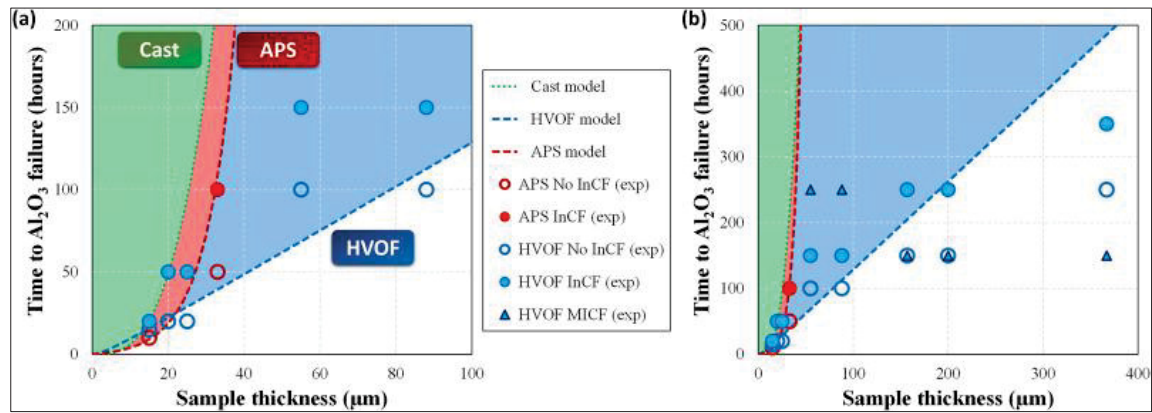 (a)
200
150
100
50
0
Time to Al₂O₃ failure (hours)
Cast
APS
HVOF
0 20 40 60 80 100
Sample thickness (μm)
Cast model
HVOF model
APS model
APS No InCF (exp)
APS InCF (exp)
HVOF No InCF (exp)
HVOF InCF (exp)
HVOF MICF (exp)
(b)
500
400
300
200
100
0
Time to Al₂O₃ failure (hours)
0 100 200 300 400
Sample thickness (μm)